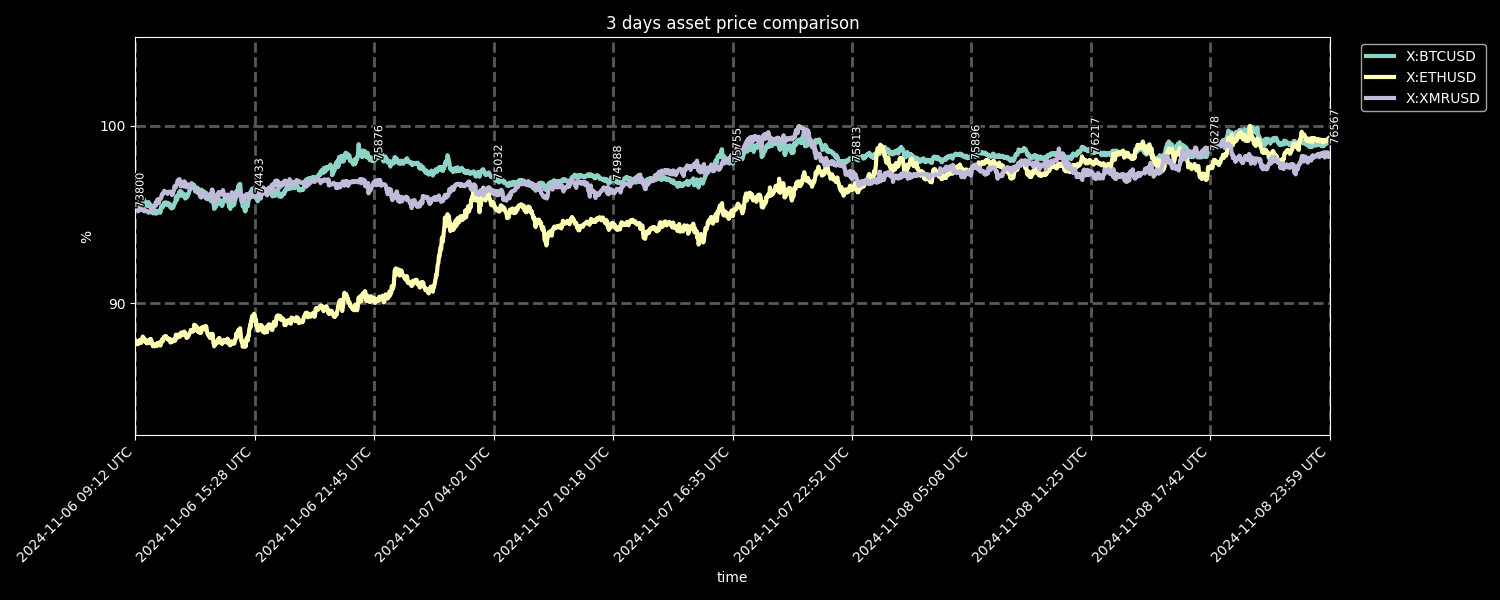 3 days asset price comparison
X:BTCUSD
X:ETHUSD
X:XMRUSD
100
90
%
73800
74433
75876
75032
74988
75755
75813
75896
76217
76278
76567
2024-11-06 09:12 UTC
2024-11-06 15:28 UTC
2024-11-06 21:45 UTC
2024-11-07 04:02 UTC
2024-11-07 10:18 UTC
2024-11-07 16:35 UTC
2024-11-07 22:52 UTC
2024-11-08 05:08 UTC
2024-11-08 11:25 UTC
2024-11-08 17:42 UTC
2024-11-08 23:59 UTC
time